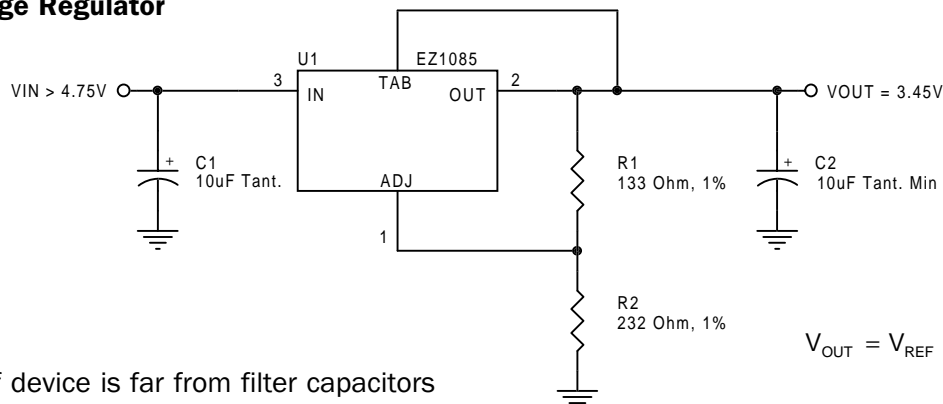 ge Regulator
U1
EZ1085
VIN > 4.75V
3
IN
TAB
OUT
2
VOUT = 3.45V
+
C1
10uF Tant.
ADJ
R1
133 Ohm, 1%
+
C2
10uF Tant. Min
1
R2
232 Ohm, 1%
V_OUT = V_REF
f device is far from filter capacitors